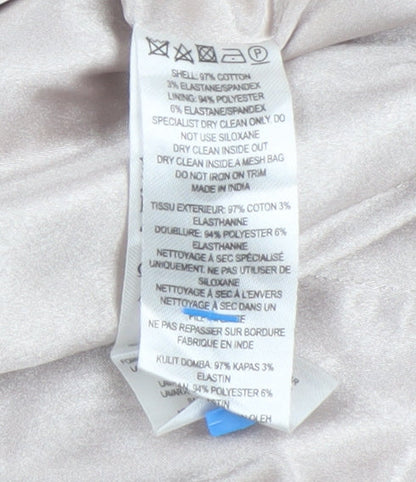 SHELL: 97% COTTON
3% ELASTANE/SPANDEX
LINING: 94% POLYESTER
6% ELASTANE/SPANDEX
SPECIALIST DRY CLEAN ONLY. DO
NOT USE SILOXANE
DRY CLEAN INSIDE OUT
DRY CLEAN INSIDE A MESH BAG
DO NOT IRON ON TRIM
MADE IN INDIA
TISSU EXTERIEUR: 97% COTON 3%
ELASTHANNE
DOUBLURE: 94% POLYESTER 6%
ELASTHANNE
NETTOYAGE À SEC SPÉCIALISÉ
UNIQUEMENT. NE PAS UTILISER DE
SILOXANE
NETTOYAGE À SEC À L'ENVERS
NETTOYAGE À SEC DANS UN
NE PAS REPASSER SUR BORDURE
FABRIQUE EN INDE
KULIT DOMBA: 97% KAPAS 3%
ELASTIN
94% POLYESTER 6%